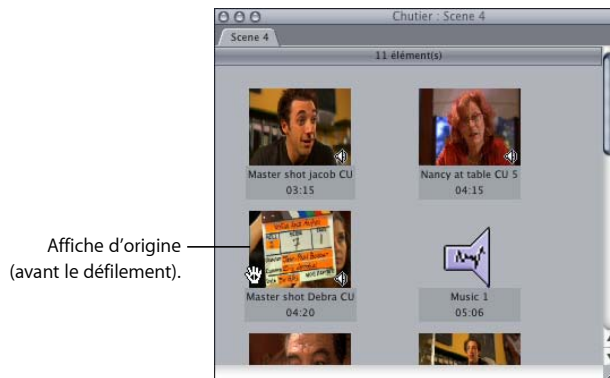 Chutier : Scene 4
Scene 4
11 élément(s)
Master shot jacob CU
03:15
Nancy at table CU 5
04:15
Affiche d'origine
(avant le défilement).
Master shot Debra CU
04:20
Music 1
05:06